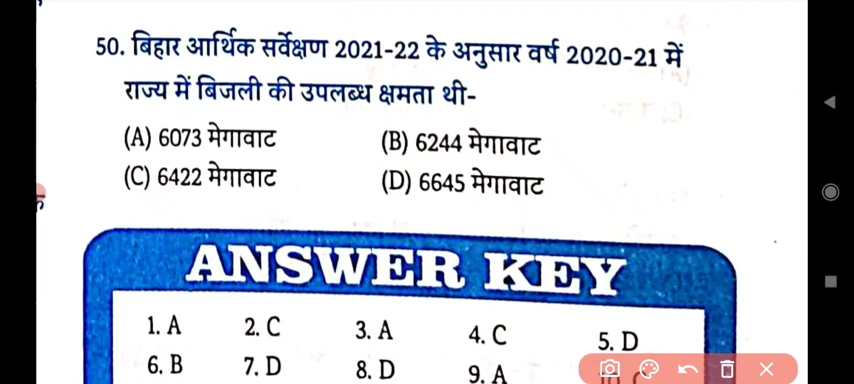 50. बिहार आर्थिक सर्वेक्षण 2021-22 के अनुसार वर्ष 2020-21 में
राज्य में बिजली की उपलब्ध क्षमता थी-
(A) 6073 मेगावाट (B) 6244 मेगावाट
(C) 6422 मेगावाट (D) 6645 मेगावाट
ANSWER KEY
1. A 2. C 3. A 4. C 5. D
6. B 7. D 8. D 9. A